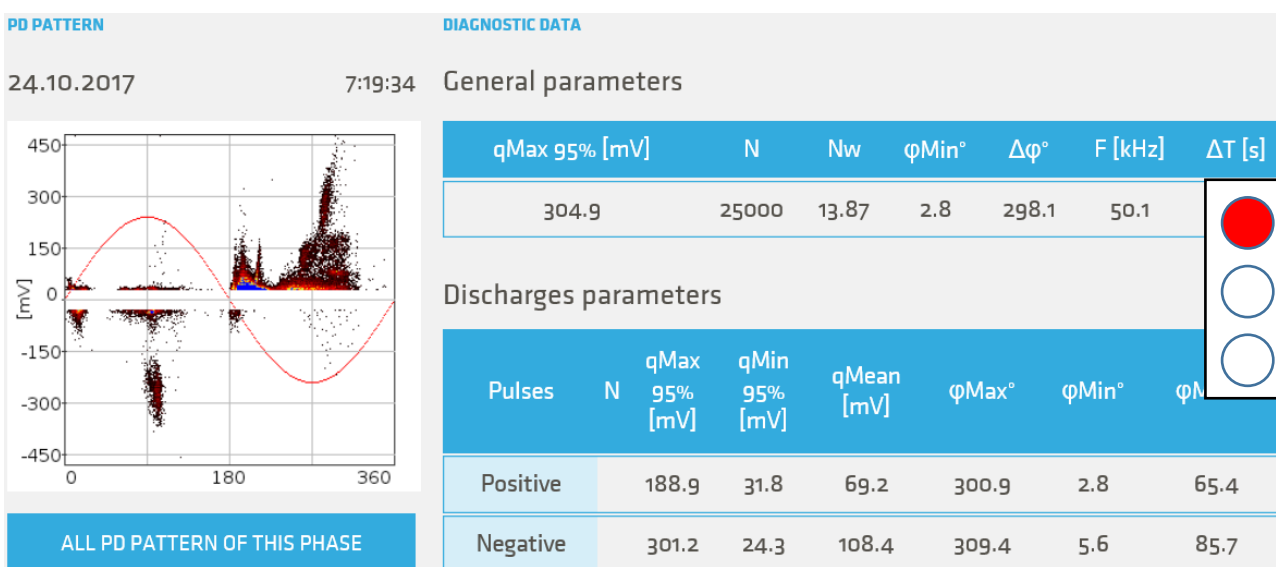 PD PATTERN
24.10.2017 7:19:34
450
300
150
0
-150
-300
-450
[mV]
0 180 360
ALL PD PATTERN OF THIS PHASE
DIAGNOSTIC DATA
General parameters
qMax 95% [mV] N Nw φMin° Δφ° F [kHz] ΔT [s]
304.9 25000 13.87 2.8 298.1 50.1
Discharges parameters
Pulses N qMax 95% [mV] qMin 95% [mV] qMean [mV] φMax° φMin°
Positive 188.9 31.8 69.2 300.9 2.8 65.4
Negative 301.2 24.3 108.4 309.4 5.6 85.7